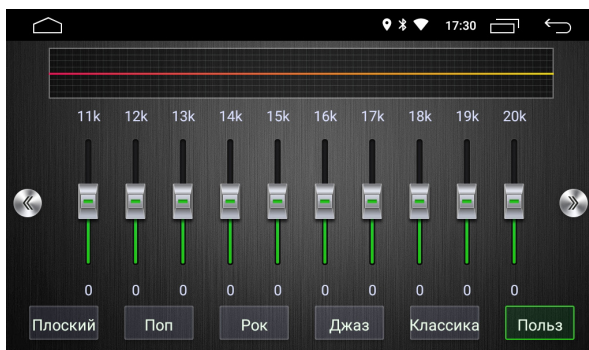 17:30
11k 12k 13k 14k 15k 16k 17k 18k 19k 20k
0 0 0 0 0 0 0 0 0 0
Плоский Поп Рок Джаз Классика Польз